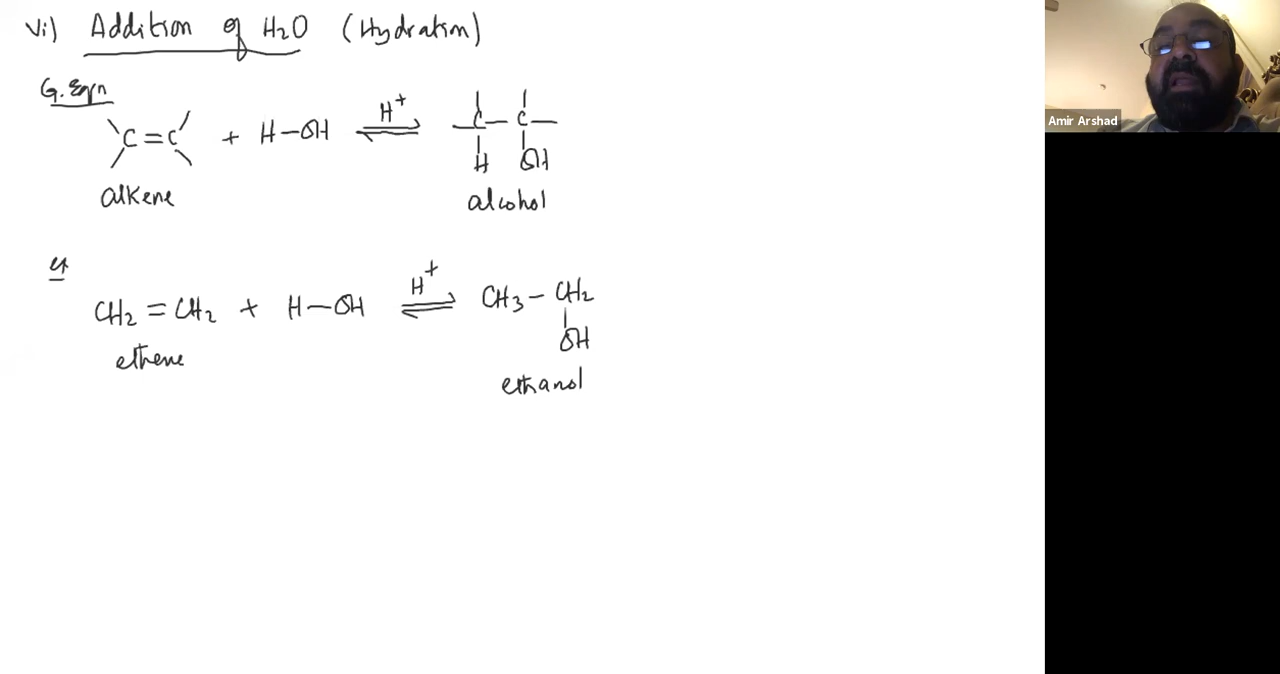 vi) Addition of H2O (Hydration)
G. Eqn
C=C + H-OH ⇌ H+ -C-C-
H OH
alkene alcohol
CH2 = CH2 + H-OH ⇌ H+ CH3 - CH2
OH
ethene ethanol
Amir Arshad